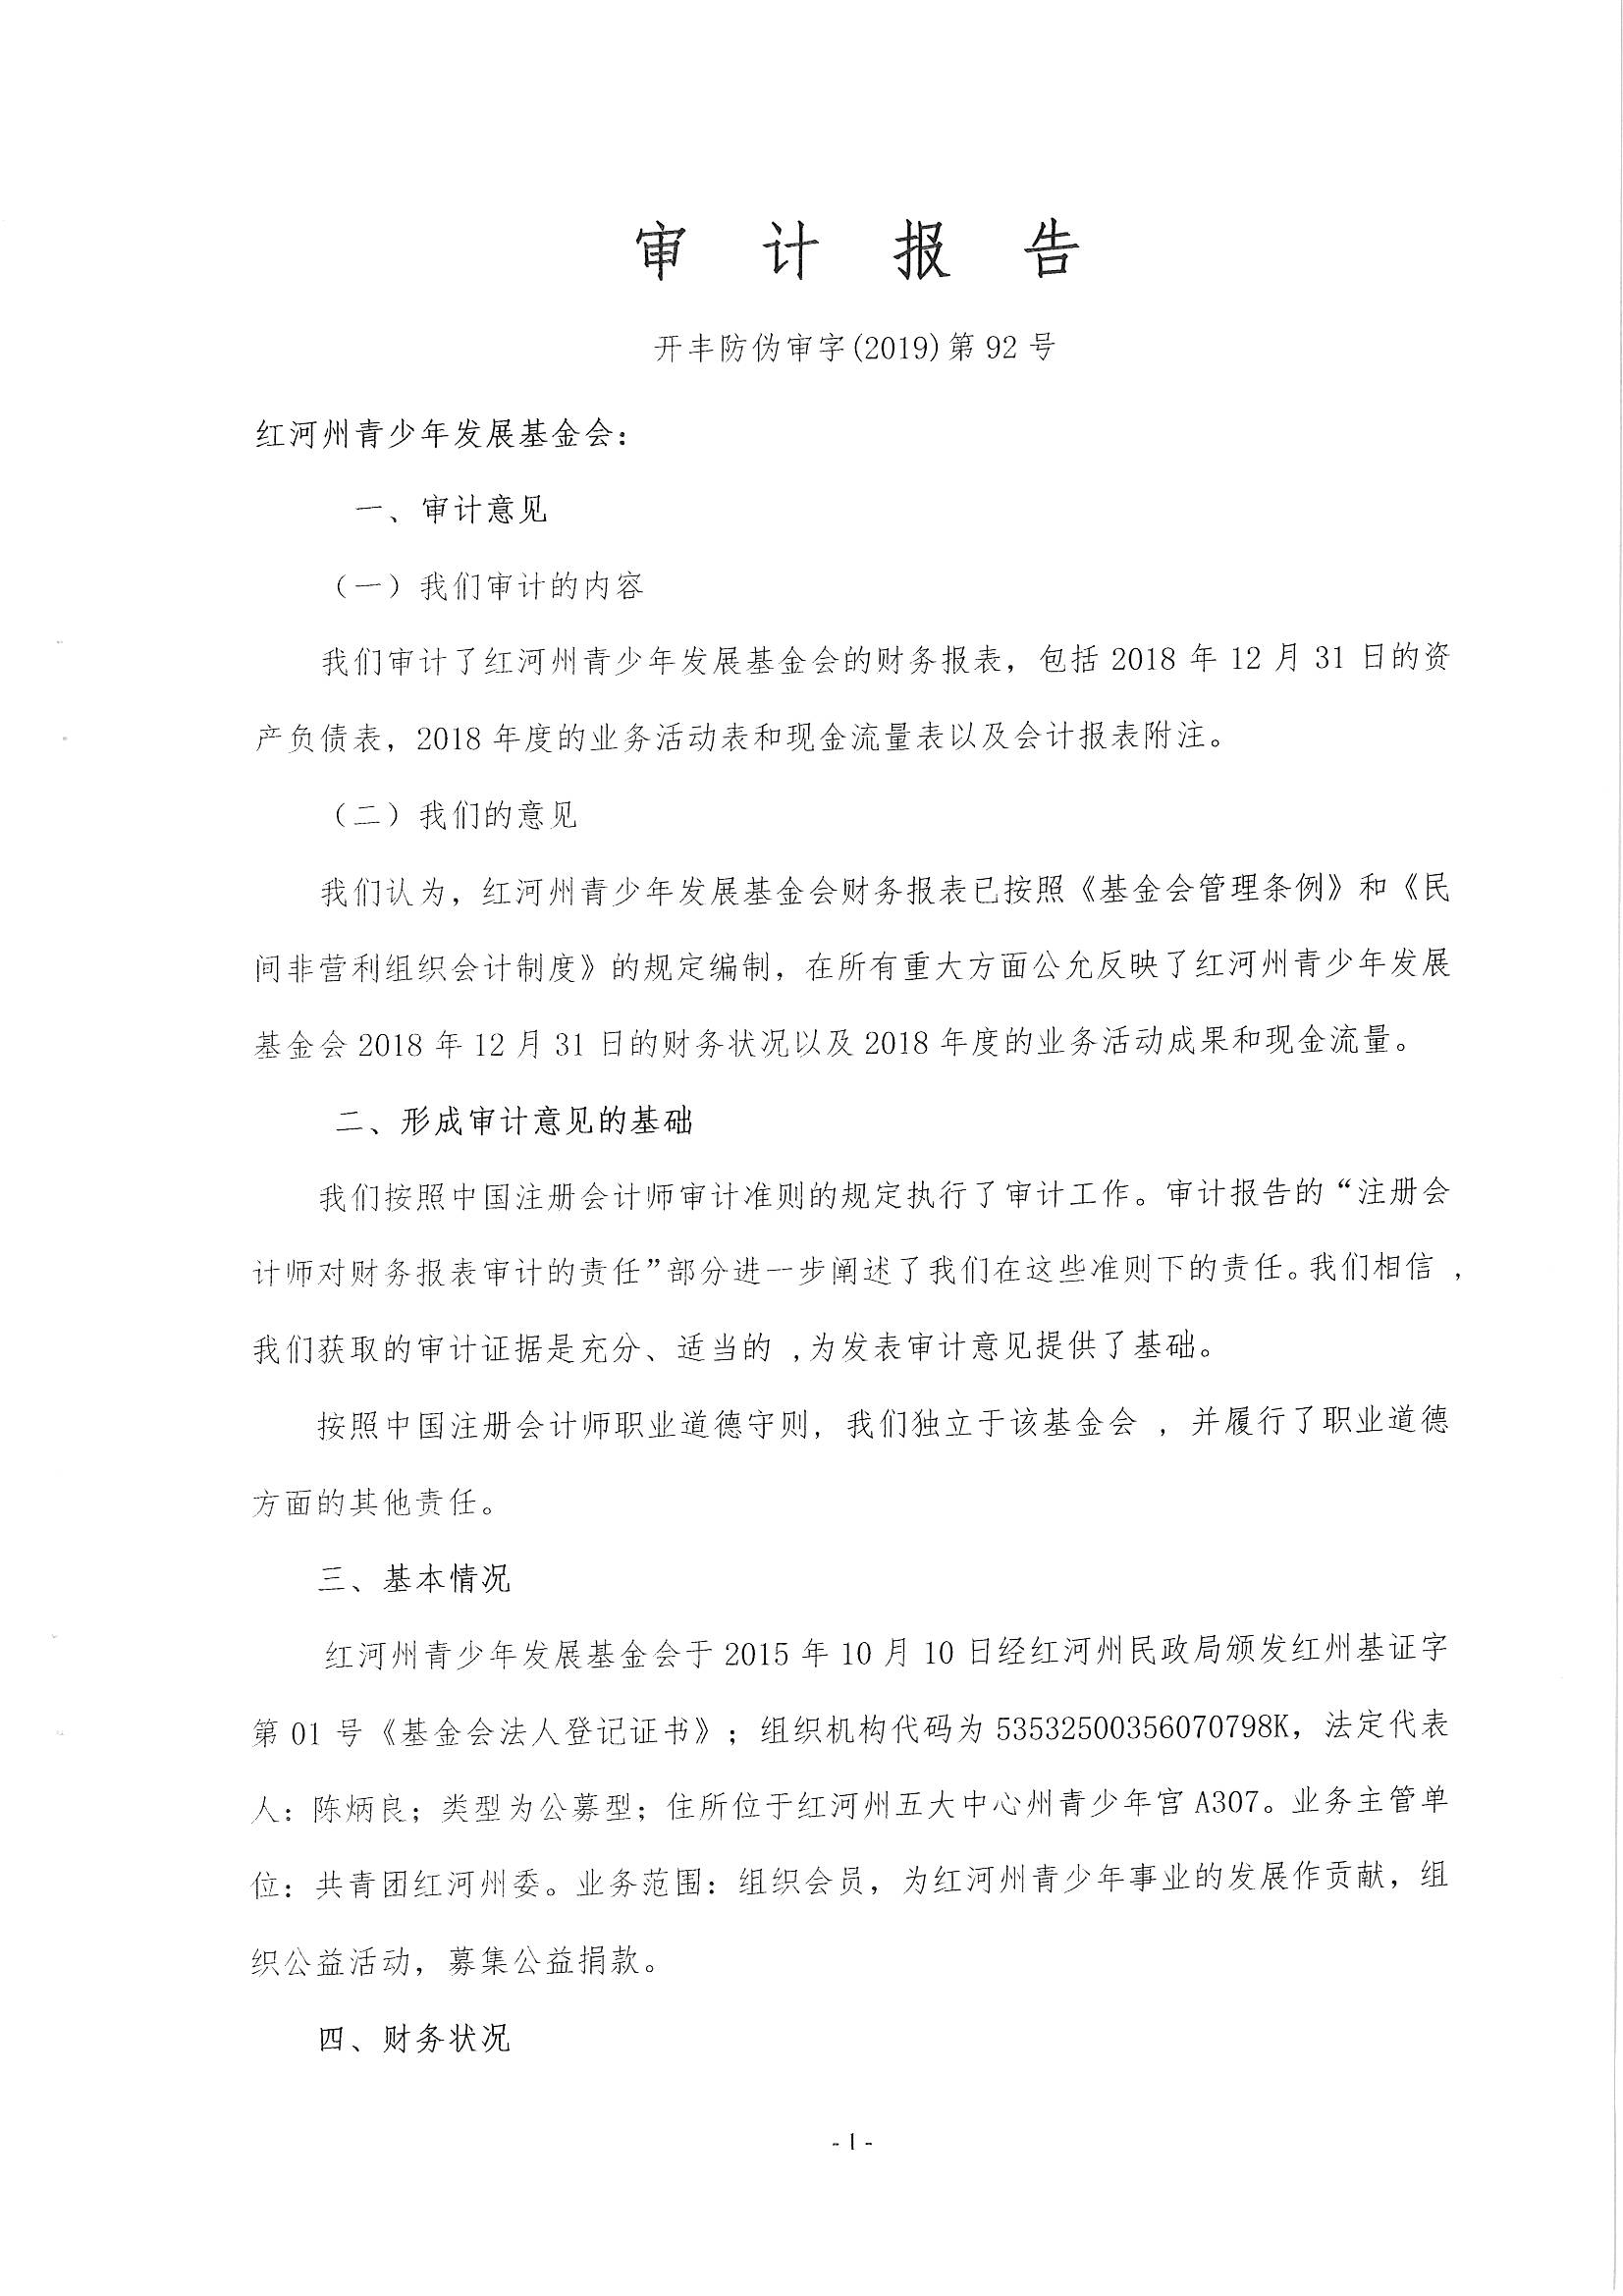 审 计 报 告
开丰防伪审字(2019)第 92 号
红河州青少年发展基金会：
一、审计意见
（一）我们审计的内容
我们审计了红河州青少年发展基金会的财务报表，包括 2018 年 12 月 31 日的资
产负债表，2018 年度的业务活动表和现金流量表以及会计报表附注。
（二）我们的意见
我们认为，红河州青少年发展基金会财务报表已按照《基金会管理条例》和《民
间非营利组织会计制度》的规定编制，在所有重大方面公允反映了红河州青少年发展
基金会 2018 年 12 月 31 日的财务状况以及 2018 年度的业务活动成果和现金流量。
二、形成审计意见的基础
我们按照中国注册会计师审计准则的规定执行了审计工作。审计报告的“注册会
计师对财务报表审计的责任”部分进一步阐述了我们在这些准则下的责任。我们相信 ，
我们获取的审计证据是充分、适当的 ,为发表审计意见提供了基础。
按照中国注册会计师职业道德守则，我们独立于该基金会 ，并履行了职业道德
方面的其他责任。
三、基本情况
红河州青少年发展基金会于 2015 年 10 月 10 日经红河州民政局颁发红州基证字
第 01 号《基金会法人登记证书》；组织机构代码为 53532500356070798K，法定代表
人：陈炳良；类型为公募型；住所位于红河州五大中心州青少年宫 A307。业务主管单
位：共青团红河州委。业务范围：组织会员，为红河州青少年事业的发展作贡献，组
织公益活动，募集公益捐款。
四、财务状况
- 1 -